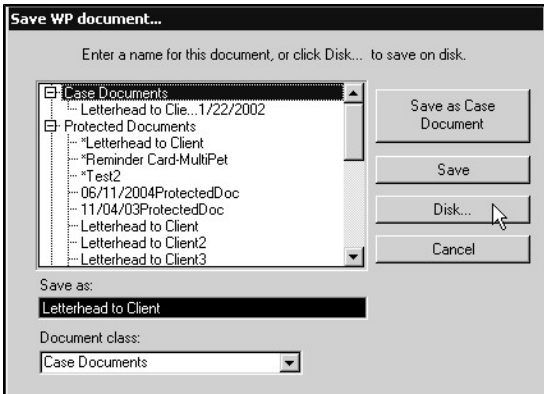 Save WP document...
Enter a name for this document, or click Disk... to save on disk.
Case Documents
Letterhead to Clie...1/22/2002
Protected Documents
*Letterhead to Client
*Reminder Card-MultiPet
*Test2
06/11/2004ProtectedDoc
11/04/03ProtectedDoc
Letterhead to Client
Letterhead to Client2
Letterhead to Client3
Save as Case
Document
Save
Disk...
Cancel
Save as:
Letterhead to Client
Document class:
Case Documents